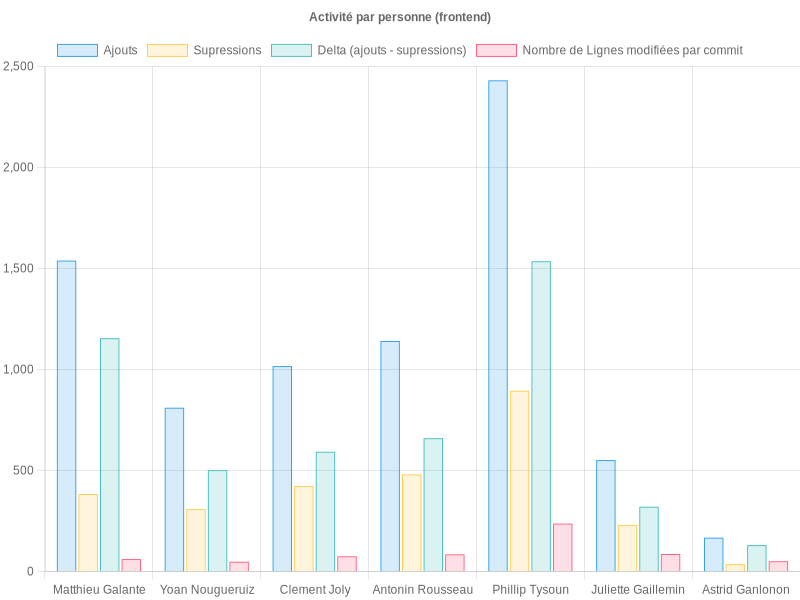 Activité par personne (frontend)
Ajouts Supressions Delta (ajouts - supressions) Nombre de Lignes modifiées par commit
2,500
2,000
1,500
1,000
500
0
Matthieu Galante Yoan Nougueruiz Clement Joly Antonin Rousseau Phillip Tysoun Juliette Gaillemin Astrid Ganlonon